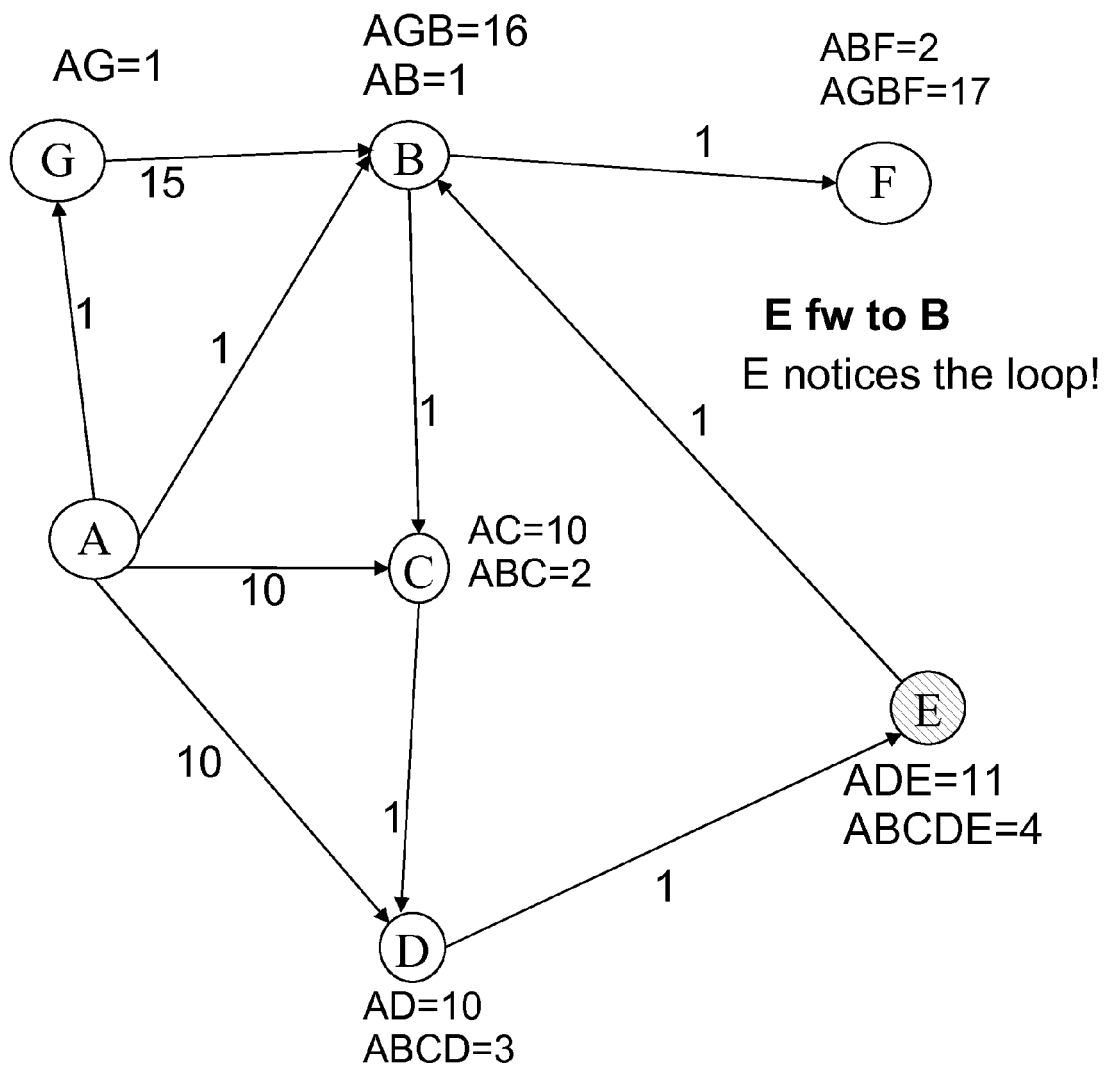 AG=1
AGB=16
AB=1
ABF=2
AGBF=17
G
B
F
15
1
1
1
E fw to B
E notices the loop!
1
1
A
C
AC=10
ABC=2
10
E
10
ADE=11
ABCDE=4
1
1
D
AD=10
ABCD=3